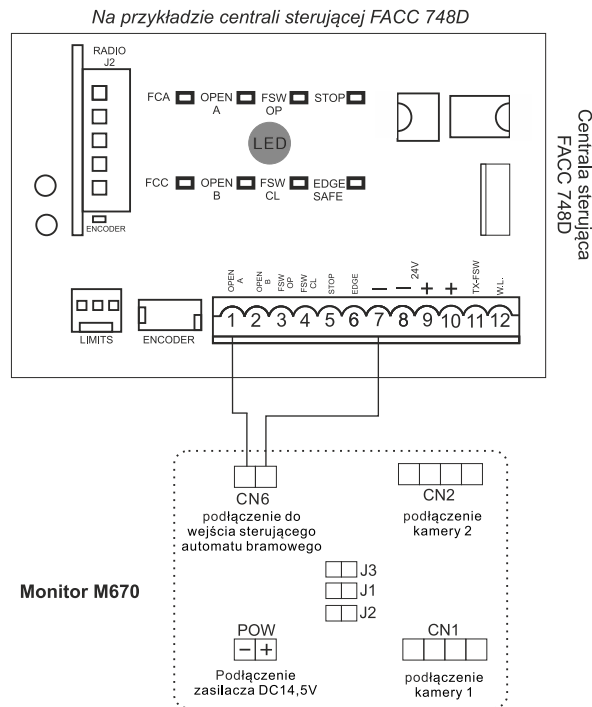 Na przykładzie centrali sterującej FACC 748D
RADIO
J2
FCA
OPEN
A
FSW
OP
STOP
LED
FCC
OPEN
B
FSW
CL
EDGE
SAFE
ENCODER
Centrala sterująca
FACC 748D
LIMITS
ENCODER
OPEN
A
OPEN
B
FSW
OP
FSW
CL
STOP
EDGE
24V
TX-FSW
W.L.
— — + +
1 2 3 4 5 6 7 8 9 10 11 12
CN6
podłączenie do
wejścia sterującego
automatu bramowego
CN2
podłączenie
kamery 2
J3
J1
J2
Monitor M670
POW
− +
Podłączenie
zasilacza DC14,5V
CN1
podłączenie
kamery 1